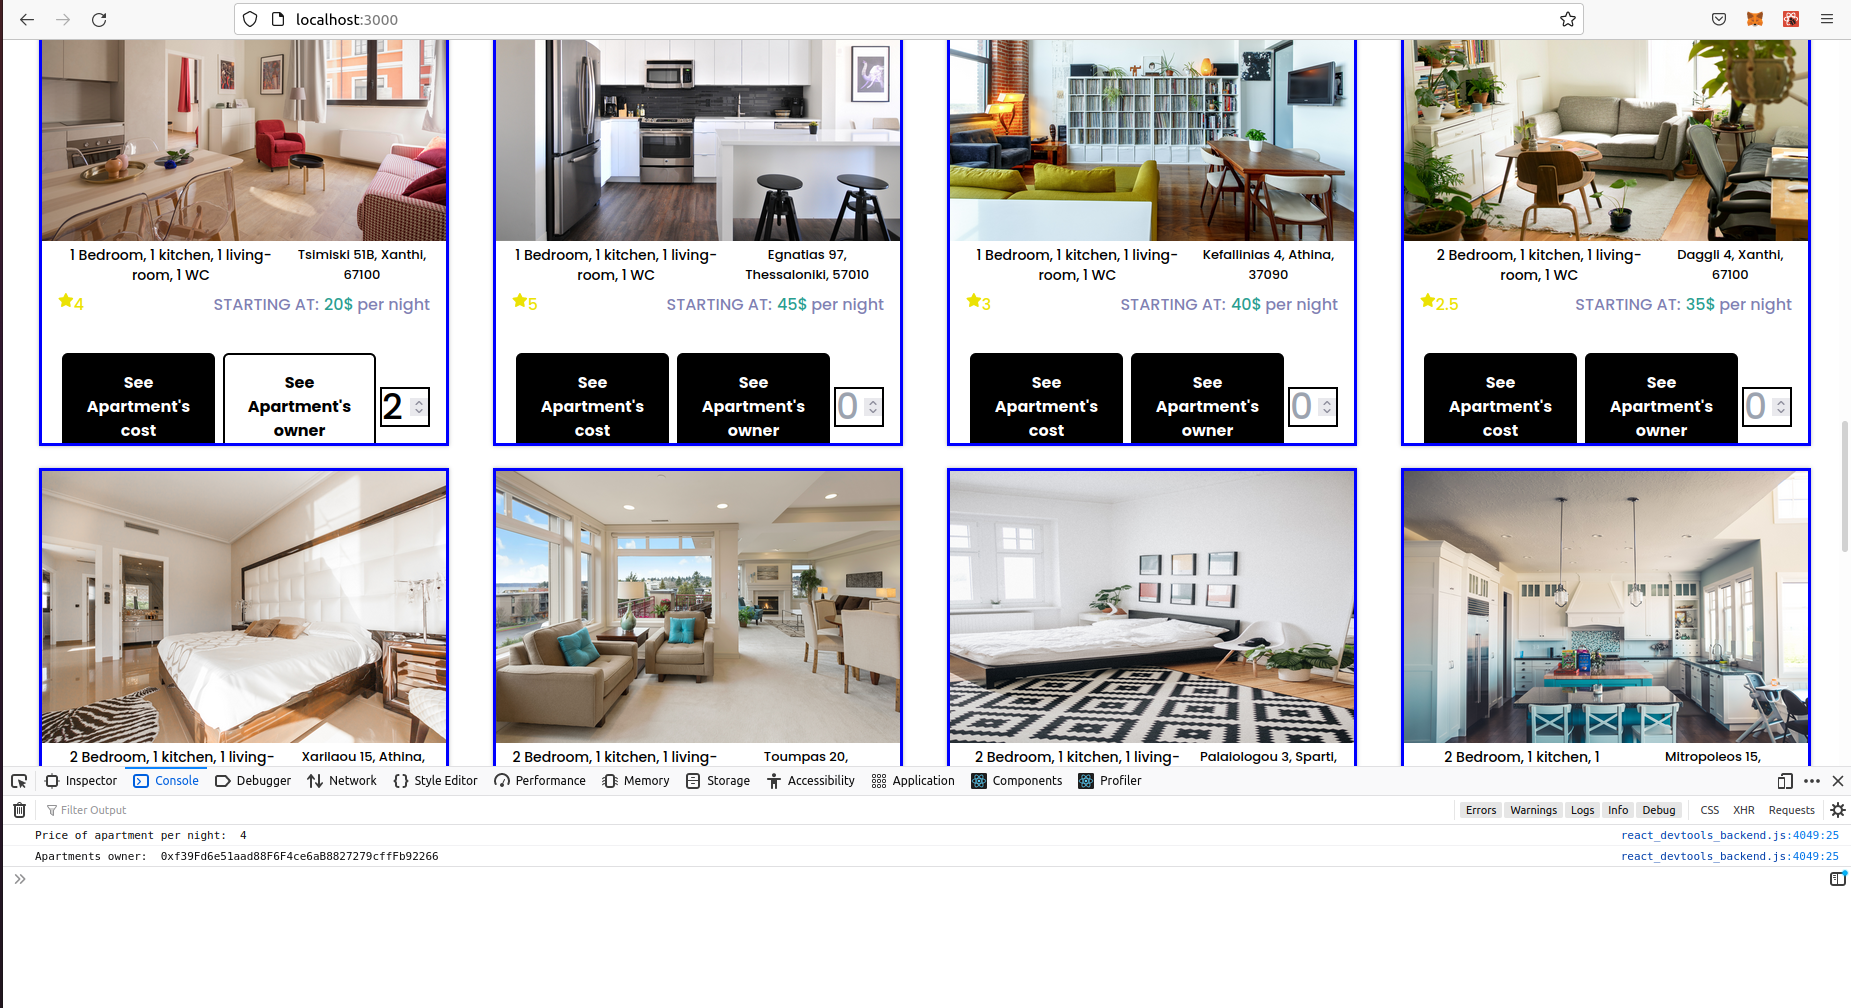 localhost:3000
1 Bedroom, 1 kitchen, 1 living-
room, 1 WC
Tsimiski 51B, Xanthi,
67100
4
STARTING AT: 20$ per night
See
Apartment's
cost
See
Apartment's
owner
2
1 Bedroom, 1 kitchen, 1 living-
room, 1 WC
Egnatias 97,
Thessaloniki, 57010
5
STARTING AT: 45$ per night
See
Apartment's
cost
See
Apartment's
owner
0
1 Bedroom, 1 kitchen, 1 living-
room, 1 WC
Kefallinias 4, Athina,
37090
3
STARTING AT: 40$ per night
See
Apartment's
cost
See
Apartment's
owner
0
2 Bedroom, 1 kitchen, 1 living-
room, 1 WC
Daggli 4, Xanthi,
67100
2.5
STARTING AT: 35$ per night
See
Apartment's
cost
See
Apartment's
owner
0
2 Bedroom, 1 kitchen, 1 living-
Xarilaou 15, Athina,
2 Bedroom, 1 kitchen, 1 living-
Toumpas 20,
2 Bedroom, 1 kitchen, 1 living-
Palaiologou 3, Sparti,
2 Bedroom, 1 kitchen, 1
Mitropoleos 15,
Inspector Console Debugger Network Style Editor Performance Memory Storage Accessibility Application Components Profiler
Filter Output
Errors Warnings Logs Info Debug CSS XHR Requests
Price of apartment per night: 4 react_devtools_backend.js:4049:25
Apartments owner: 0xf39Fd6e51aad88F6F4ce6aB8827279cffFb92266 react_devtools_backend.js:4049:25